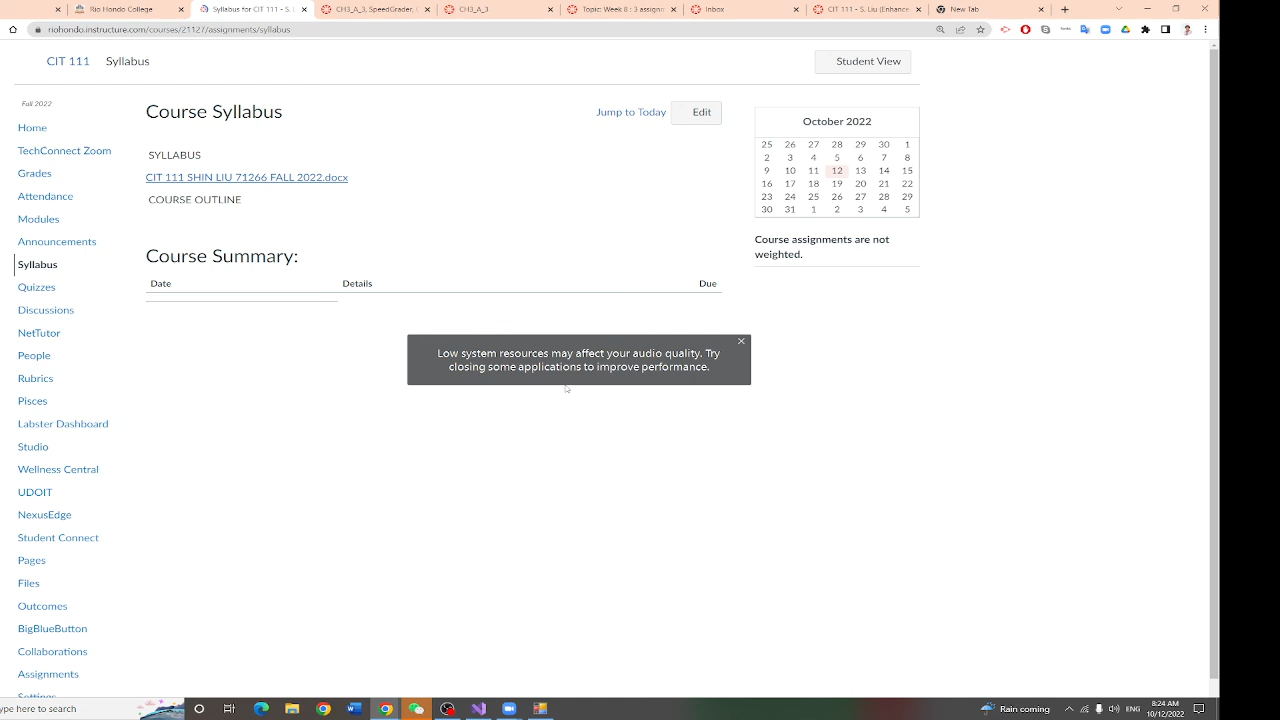 Rio Hondo College
Syllabus for CIT 111 - S.
CH3_A_3, SpeedGrader,
CH3_A_3
Topic: Week 8 : 3 assignm
Inbox
CIT 111 - S. Liu (Enhance
New Tab
riohondo.instructure.com/courses/21127/assignments/syllabus
CIT 111
Syllabus
Student View
Fall 2022
Home
TechConnect Zoom
Grades
Attendance
Modules
Announcements
Syllabus
Quizzes
Discussions
NetTutor
People
Rubrics
Pisces
Labster Dashboard
Studio
Wellness Central
UDOIT
NexusEdge
Student Connect
Pages
Files
Outcomes
BigBlueButton
Collaborations
Assignments
Settings
Course Syllabus
Jump to Today
Edit
SYLLABUS
CIT 111 SHIN LIU 71266 FALL 2022.docx
COURSE OUTLINE
Course Summary:
Date Details Due
Low system resources may affect your audio quality. Try
closing some applications to improve performance.
October 2022
25 26 27 28 29 30 1
2 3 4 5 6 7 8
9 10 11 12 13 14 15
16 17 18 19 20 21 22
23 24 25 26 27 28 29
30 31 1 2 3 4 5
Course assignments are not
weighted.
ype here to search
Rain coming
ENG
8:24 AM
10/12/2022